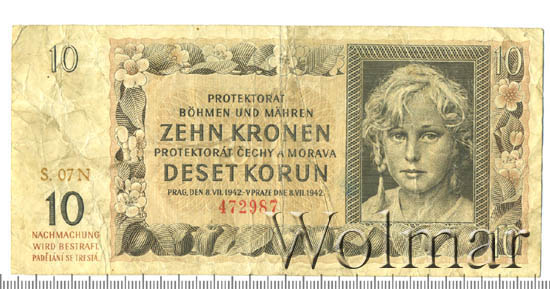 10
10
PROTEKTORAT
BÖHMEN UND MÄHREN
ZEHN KRONEN
PROTEKTORÁT ČECHY A MORAVA
DESET KORUN
PRAG, DEN 8. VII. 1942 - V PRAZE DNE 8. VII. 1942.
472987
S. 07 N
10
NACHMACHUNG
WIRD BESTRAFT
PADĚLÁNÍ SE TRESTÁ.
10
Wolmar